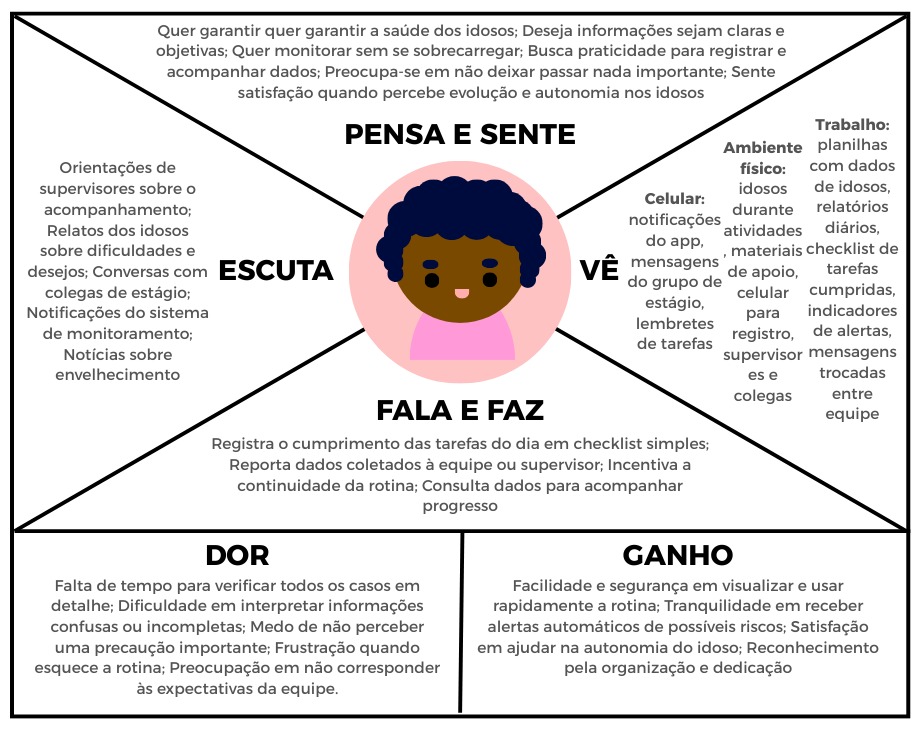 Quer garantir quer garantir a saúde dos idosos; Deseja informações sejam claras e
objetivas; Quer monitorar sem se sobrecarregar; Busca praticidade para registrar e
acompanhar dados; Preocupa-se em não deixar passar nada importante; Sente
satisfação quando percebe evolução e autonomia nos idosos
PENSA E SENTE
Orientações de
supervisores sobre o
acompanhamento;
Relatos dos idosos
sobre dificuldades e
desejos; Conversas com
colegas de estágio;
Notificações do sistema
de monitoramento;
Notícias sobre
envelhecimento
ESCUTA
VÊ
Celular:
notificações
do app,
mensagens
do grupo de
estágio,
lembretes
de tarefas
Ambiente
físico:
idosos
durante
atividades
, materiais
de apoio,
celular
para
registro,
supervisor
es e
colegas
Trabalho:
planilhas
com dados
de idosos,
relatórios
diários,
checklist de
tarefas
cumpridas,
indicadores
de alertas,
mensagens
trocadas
entre
equipe
FALA E FAZ
Registra o cumprimento das tarefas do dia em checklist simples;
Reporta dados coletados à equipe ou supervisor; Incentiva a
continuidade da rotina; Consulta dados para acompanhar
progresso
DOR
Falta de tempo para verificar todos os casos em
detalhe; Dificuldade em interpretar informações
confusas ou incompletas; Medo de não perceber
uma precaução importante; Frustração quando
esquece a rotina; Preocupação em não corresponder
às expectativas da equipe.
GANHO
Facilidade e segurança em visualizar e usar
rapidamente a rotina; Tranquilidade em receber
alertas automáticos de possíveis riscos; Satisfação
em ajudar na autonomia do idoso; Reconhecimento
pela organização e dedicação